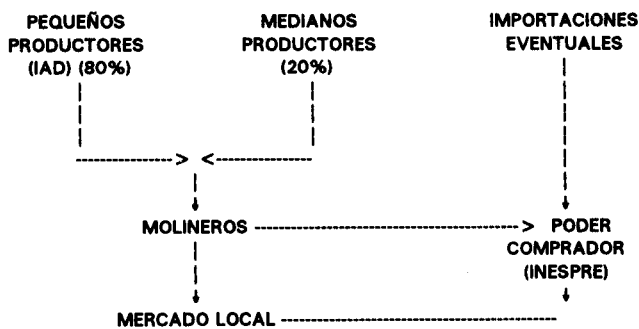 PEQUEÑOS
PRODUCTORES
(IAD) (80%)
MEDIANOS
PRODUCTORES
(20%)
IMPORTACIONES
EVENTUALES
MOLINEROS
PODER
COMPRADOR
(INESPRE)
MERCADO LOCAL